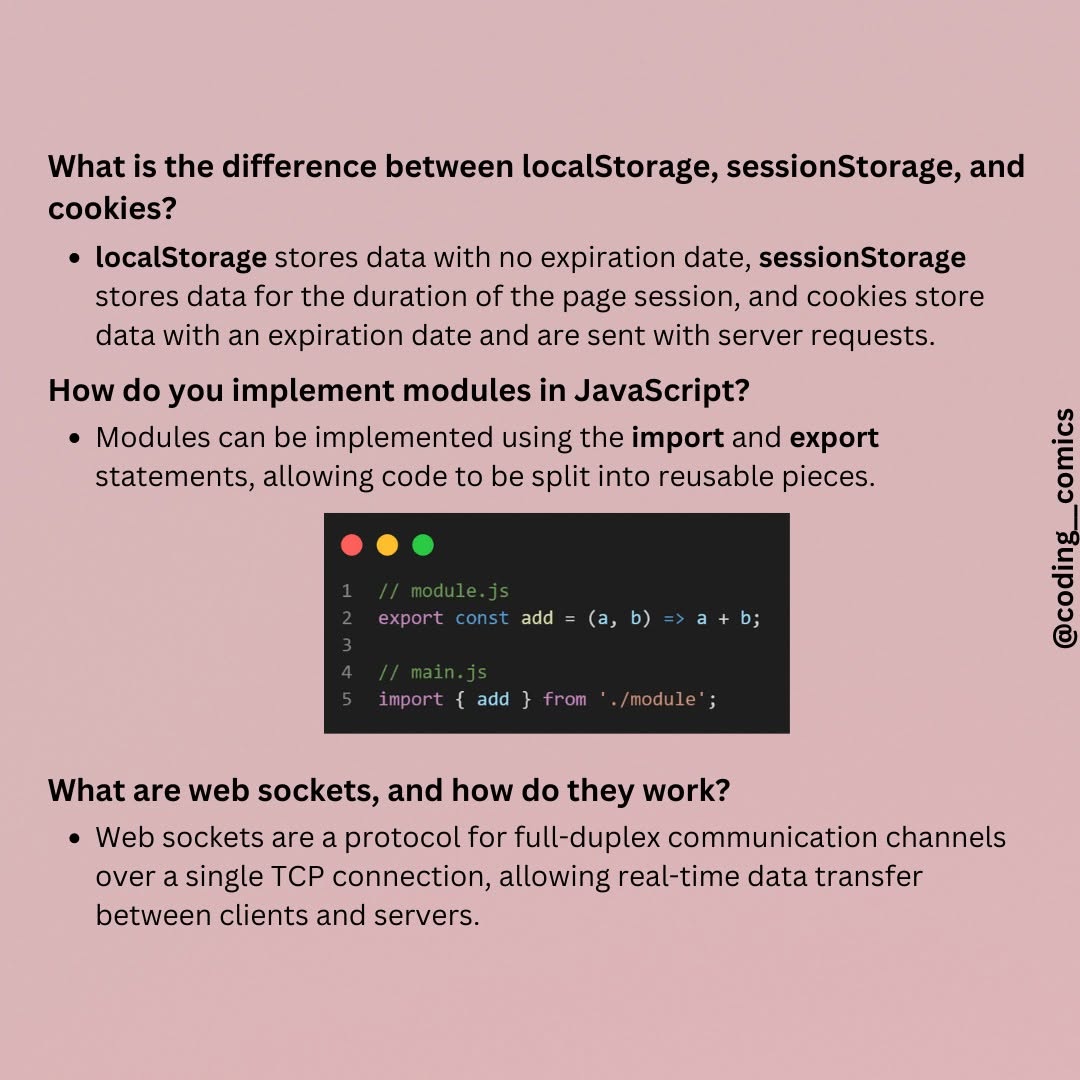 What is the difference between localStorage, sessionStorage, and
cookies?
• localStorage stores data with no expiration date, sessionStorage
stores data for the duration of the page session, and cookies store
data with an expiration date and are sent with server requests.
How do you implement modules in JavaScript?
• Modules can be implemented using the import and export
statements, allowing code to be split into reusable pieces.
1 // module.js
2 export const add = (a, b) => a + b;
3
4 // main.js
5 import { add } from './module';
What are web sockets, and how do they work?
• Web sockets are a protocol for full-duplex communication channels
over a single TCP connection, allowing real-time data transfer
between clients and servers.
@coding__comics